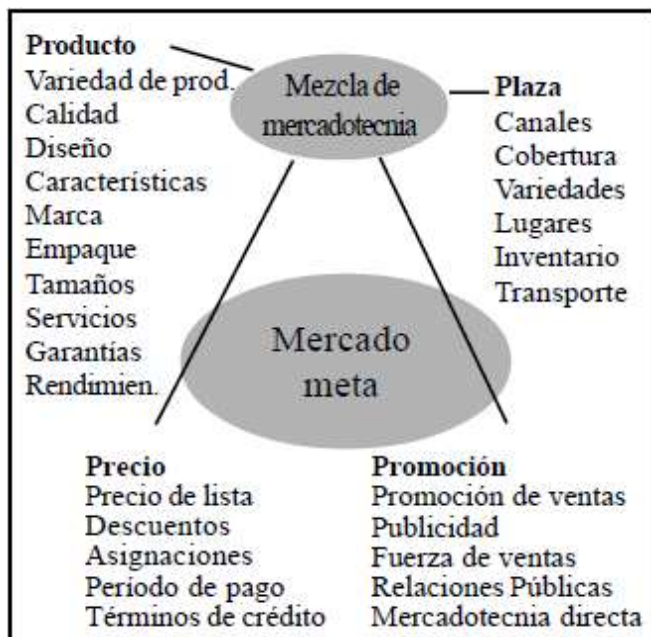 Producto
Variedad de prod.
Calidad
Diseño
Características
Marca
Empaque
Tamaños
Servicios
Garantías
Rendimien.
Mezcla de
mercadotecnia
Plaza
Canales
Cobertura
Variedades
Lugares
Inventario
Transporte
Mercado
meta
Precio
Precio de lista
Descuentos
Asignaciones
Período de pago
Términos de crédito
Promoción
Promoción de ventas
Publicidad
Fuerza de ventas
Relaciones Públicas
Mercadotecnia directa